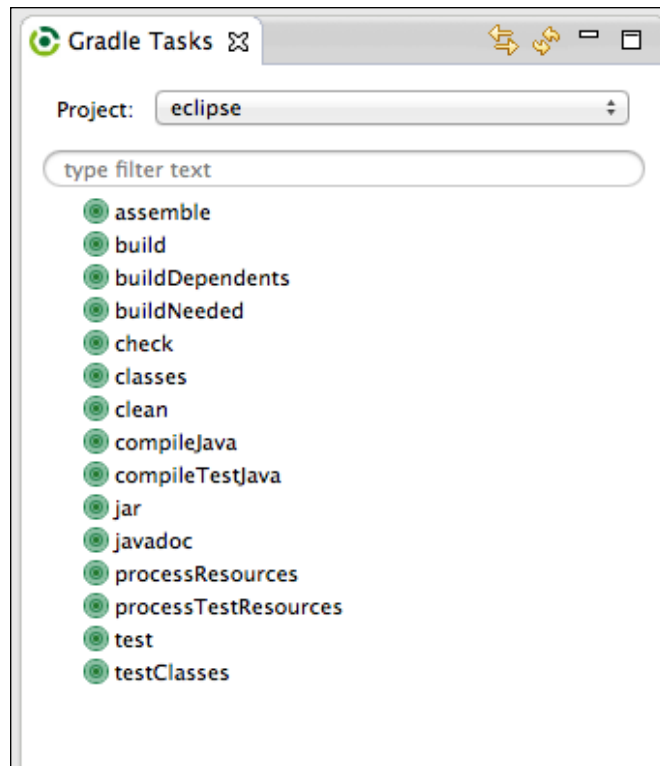 Gradle Tasks
Project: eclipse
type filter text
assemble
build
buildDependents
buildNeeded
check
classes
clean
compileJava
compileTestJava
jar
javadoc
processResources
processTestResources
test
testClasses